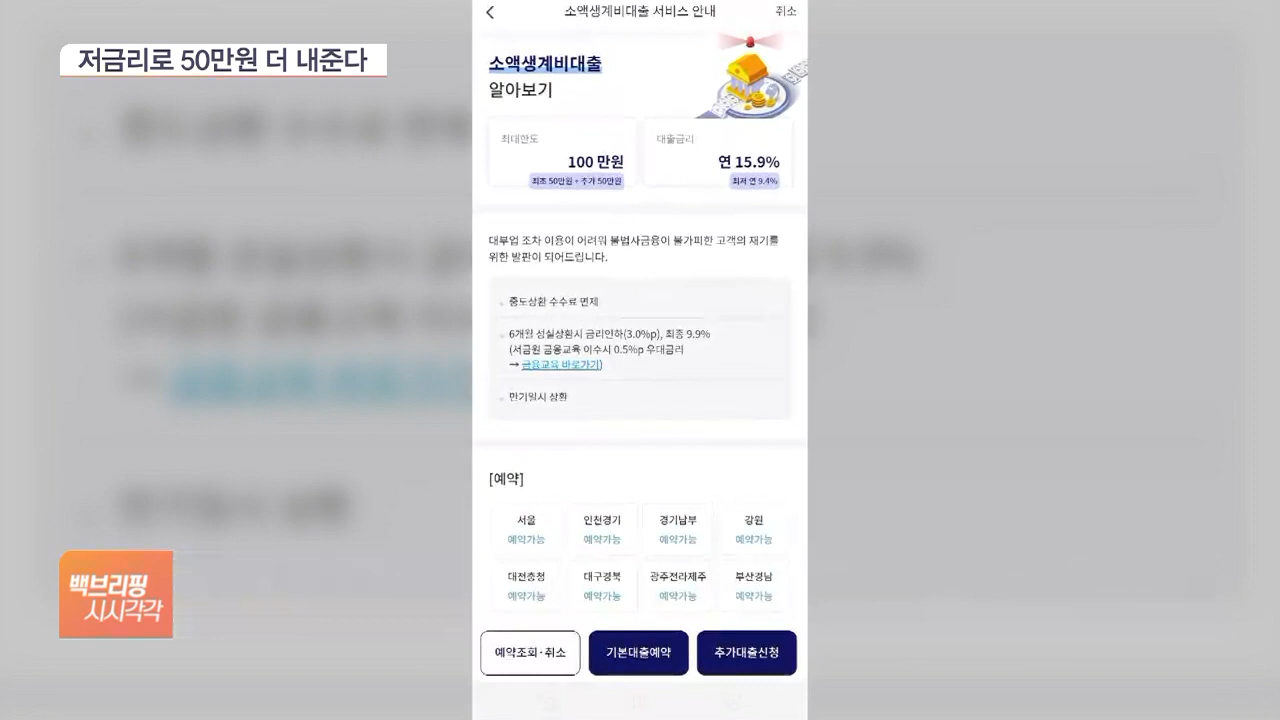 저금리로 50만원 더 내준다
소액생계비대출 서비스 안내
취소
소액생계비대출
알아보기
최대한도
100 만원
최초 50만원 + 추가 50만원
대출금리
연 15.9%
최저 연 9.4%
대부업 조차 이용이 어려워 불법사금융이 불가피한 고객의 재기를
위한 발판이 되어드립니다.
중도상환 수수료 면제
6개월 성실상환시 금리인하(3.0%p), 최종 9.9%
(서금원 금융교육 이수시 0.5%p 우대금리
→ 금융교육 바로가기)
만기일시 상환
[예약]
서울 인천경기 경기남부 강원
예약가능 예약가능 예약가능 예약가능
대전충청 대구경북 광주전라제주 부산경남
예약가능 예약가능 예약가능 예약가능
예약조회·취소 기본대출예약 추가대출신청
백브리핑
시시각각